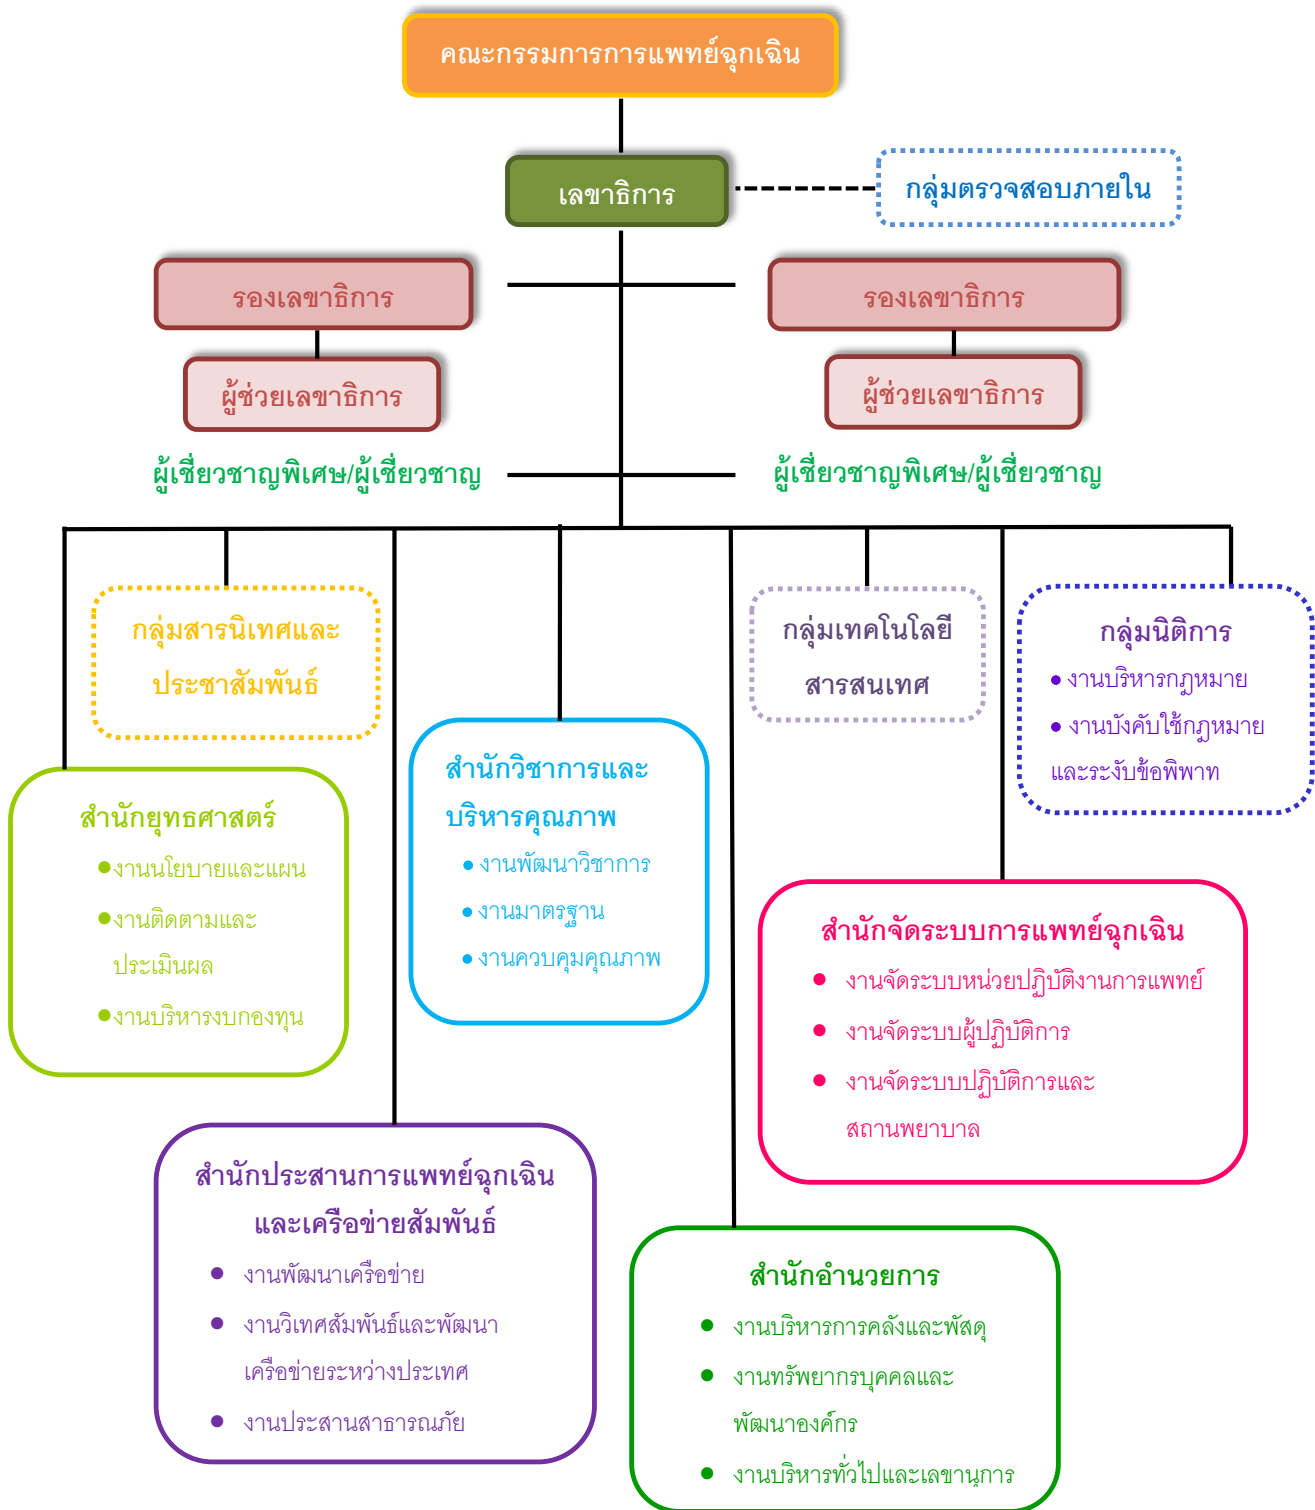 คณะกรรมการการแพทย์ฉุกเฉิน
เลขาธิการ
กลุ่มตรวจสอบภายใน
รองเลขาธิการ
รองเลขาธิการ
ผู้ช่วยเลขาธิการ
ผู้ช่วยเลขาธิการ
ผู้เชี่ยวชาญพิเศษ/ผู้เชี่ยวชาญ
ผู้เชี่ยวชาญพิเศษ/ผู้เชี่ยวชาญ
กลุ่มสารนิเทศและ
ประชาสัมพันธ์
กลุ่มเทคโนโลยี
สารสนเทศ
กลุ่มนิติการ
• งานบริหารกฎหมาย
• งานบังคับใช้กฎหมาย
และระงับข้อพิพาท
สำนักยุทธศาสตร์
• งานนโยบายและแผน
• งานติดตามและ
ประเมินผล
• งานบริหารงบกองทุน
สำนักวิชาการและ
บริหารคุณภาพ
• งานพัฒนาวิชาการ
• งานมาตรฐาน
• งานควบคุมคุณภาพ
สำนักจัดระบบการแพทย์ฉุกเฉิน
• งานจัดระบบหน่วยปฏิบัติงานการแพทย์
• งานจัดระบบผู้ปฏิบัติการ
• งานจัดระบบปฏิบัติการและ
สถานพยาบาล
สำนักประสานการแพทย์ฉุกเฉิน
และเครือข่ายสัมพันธ์
• งานพัฒนาเครือข่าย
• งานวิเทศสัมพันธ์และพัฒนา
เครือข่ายระหว่างประเทศ
• งานประสานสาธารณภัย
สำนักอำนวยการ
• งานบริหารการคลังและพัสดุ
• งานทรัพยากรบุคคลและ
พัฒนาองค์กร
• งานบริหารทั่วไปและเลขานุการ